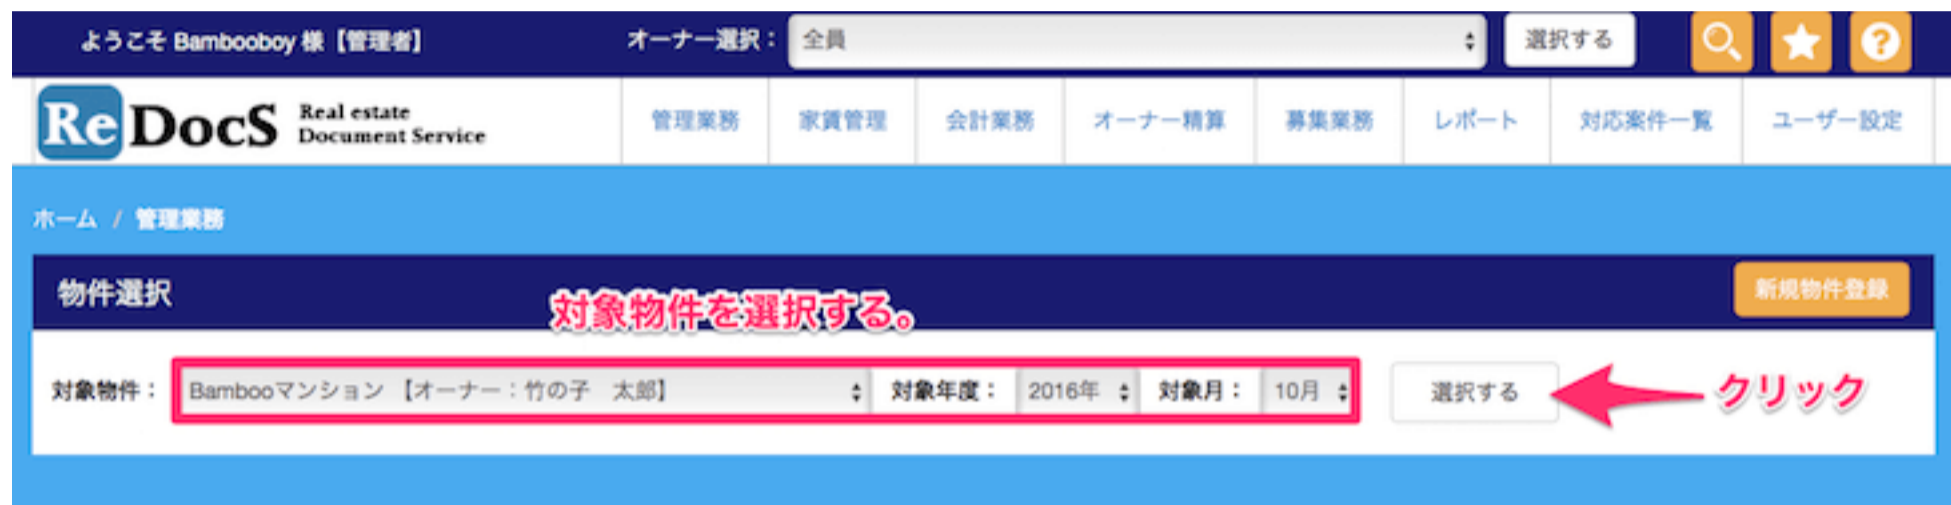 ようこそ Bambooboy 様【管理者】 オーナー選択： 全員 選択する
ReDocS Real estate Document Service 管理業務 家賃管理 会計業務 オーナー精算 募集業務 レポート 対応案件一覧 ユーザー設定
ホーム / 管理業務
物件選択 新規物件登録
対象物件を選択する。
対象物件： Bambooマンション 【オーナー：竹の子　太郎】 対象年度： 2016年 対象月： 10月 選択する クリック